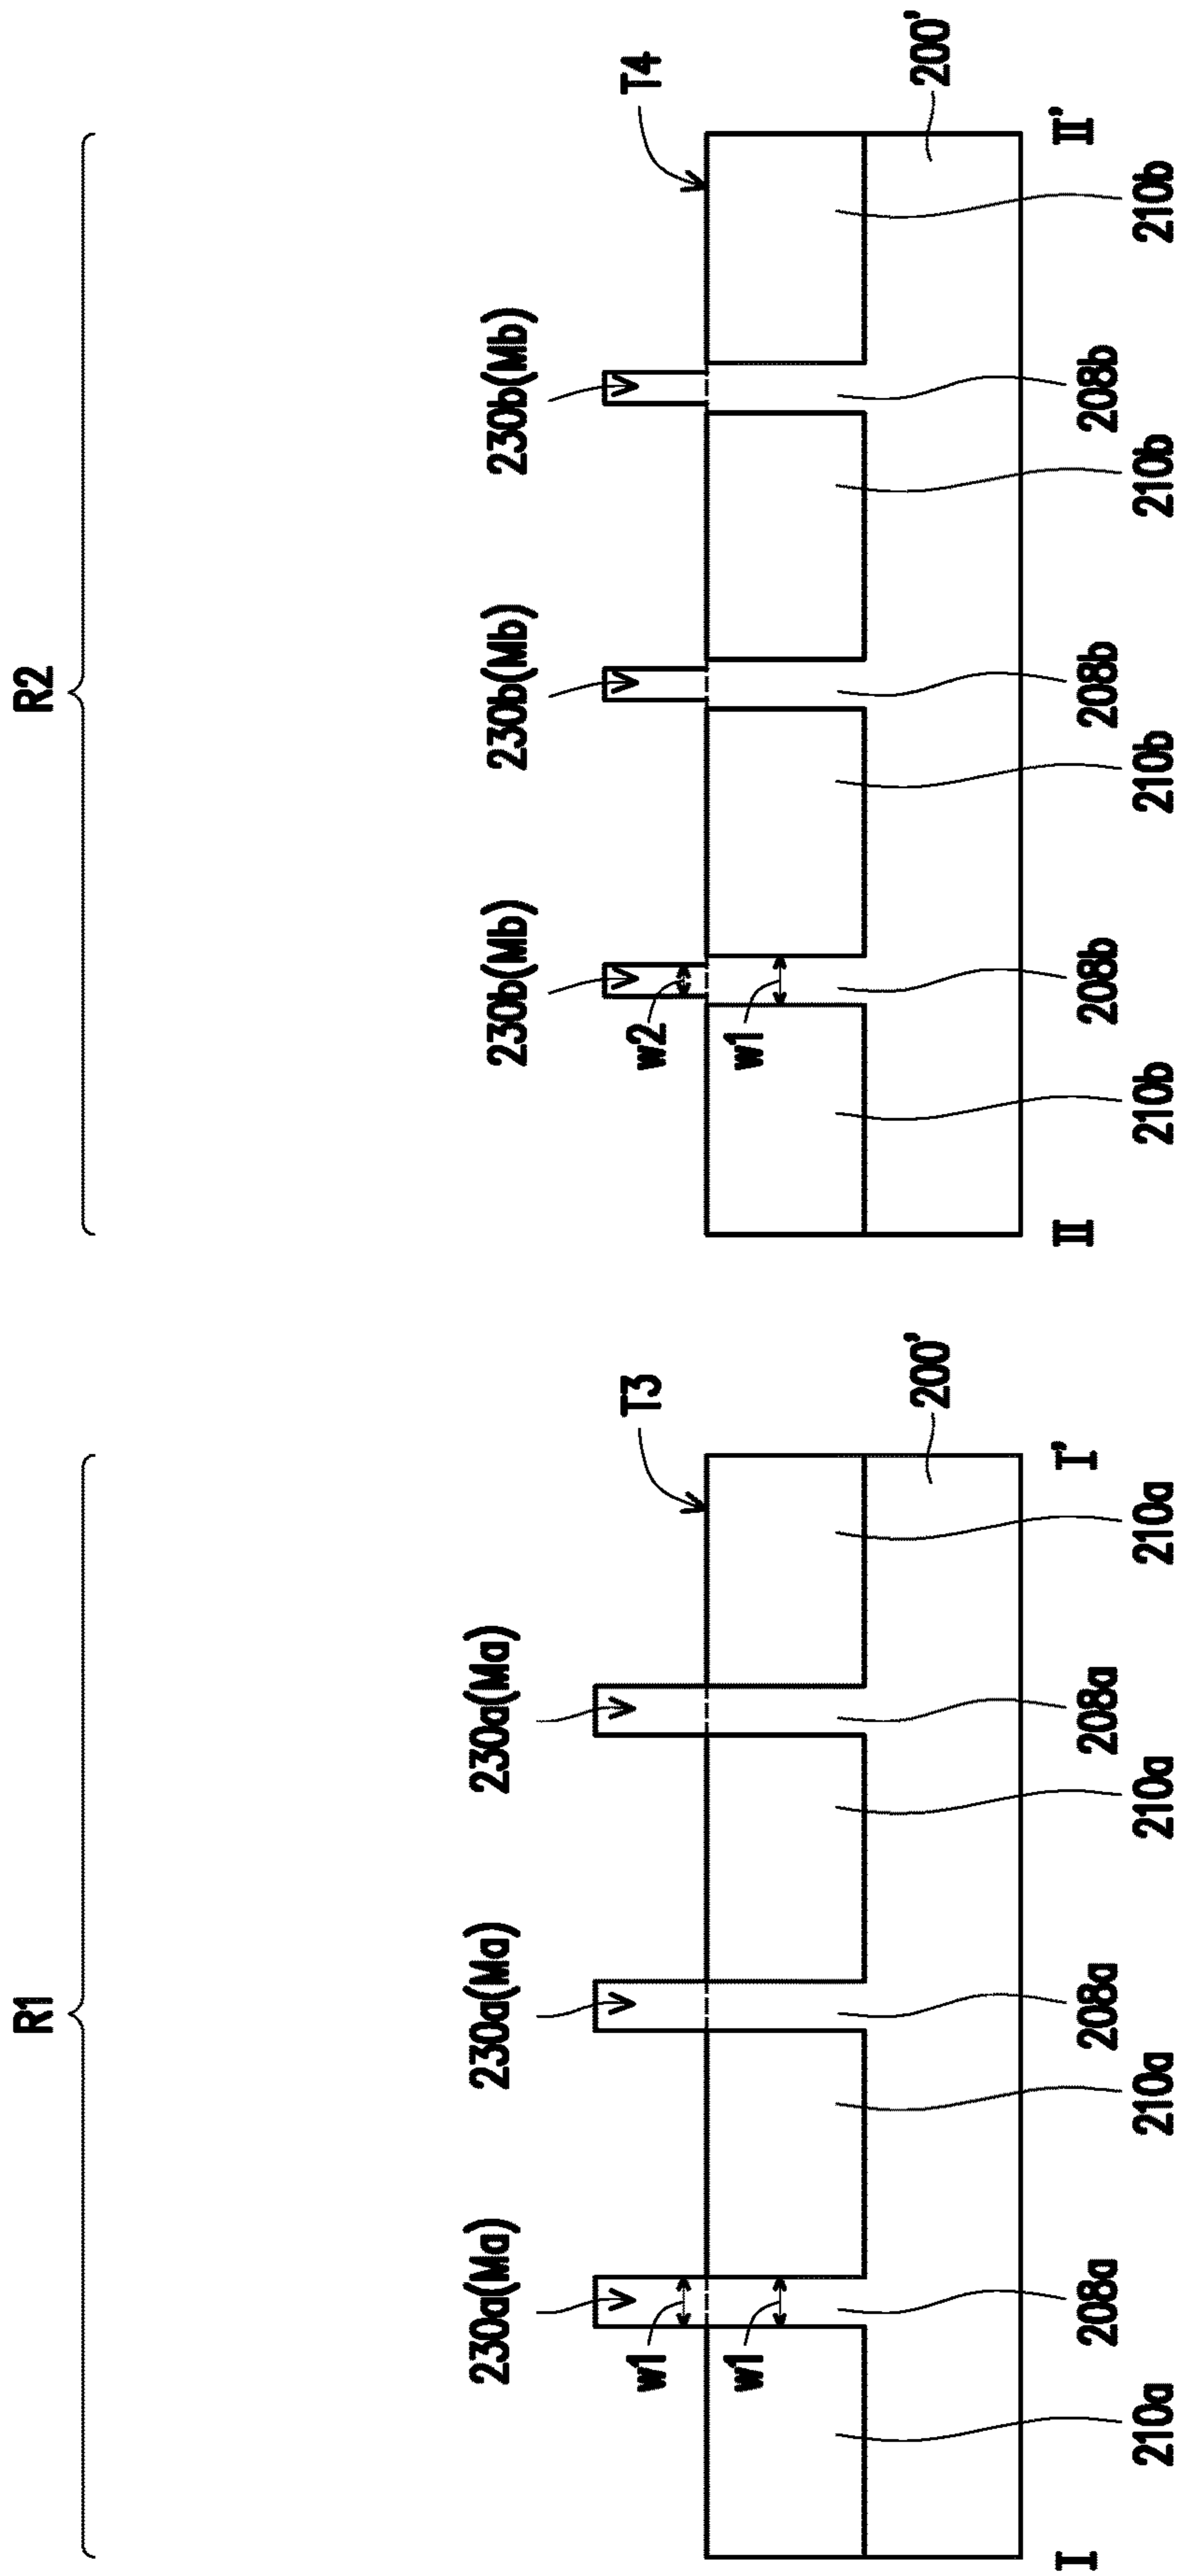 R1 R2
230a(Ma) 230a(Ma) 230a(Ma) 230b(Mb) 230b(Mb) 230b(Mb)
w1 T3 w2 T4
w1 w1
200' 200'
I I' II II'
208a 208a 208a 208b 208b 208b
210a 210a 210a 210a 210b 210b 210b 210b